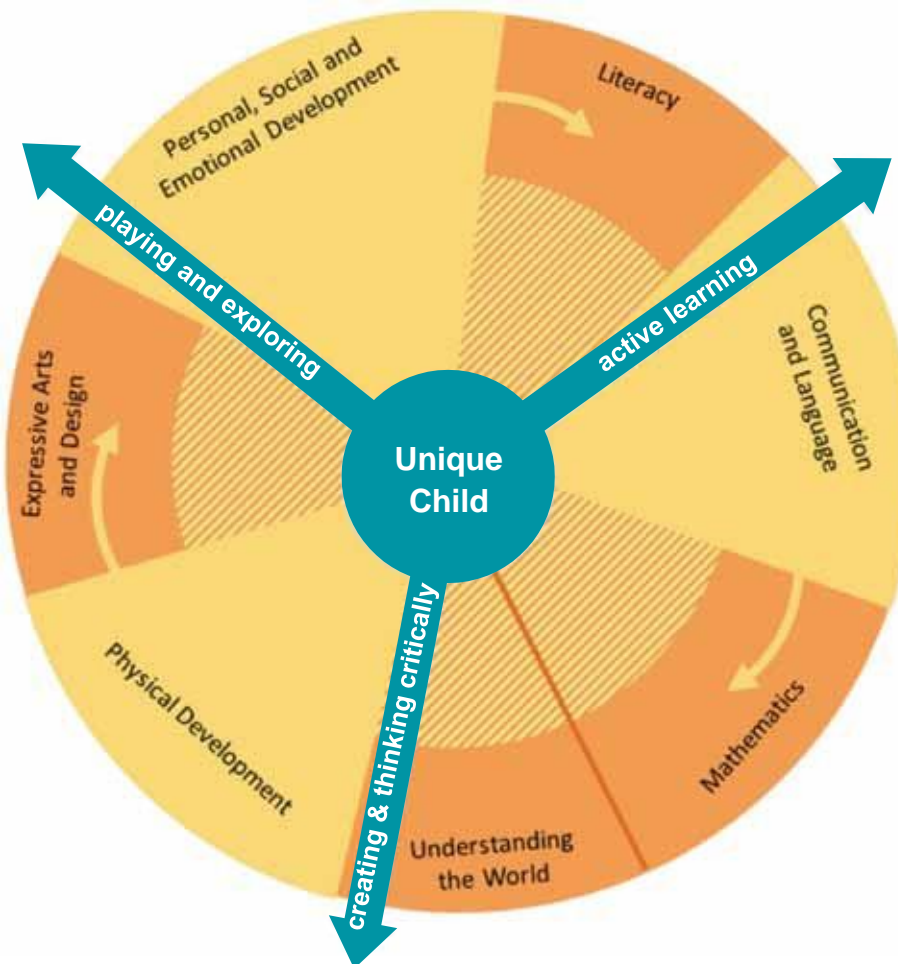 Personal, Social and
Emotional Development
Literacy
playing and exploring
active learning
Communication
and Language
Expressive Arts
and Design
Unique
Child
creating & thinking critically
Physical Development
Mathematics
Understanding
the World